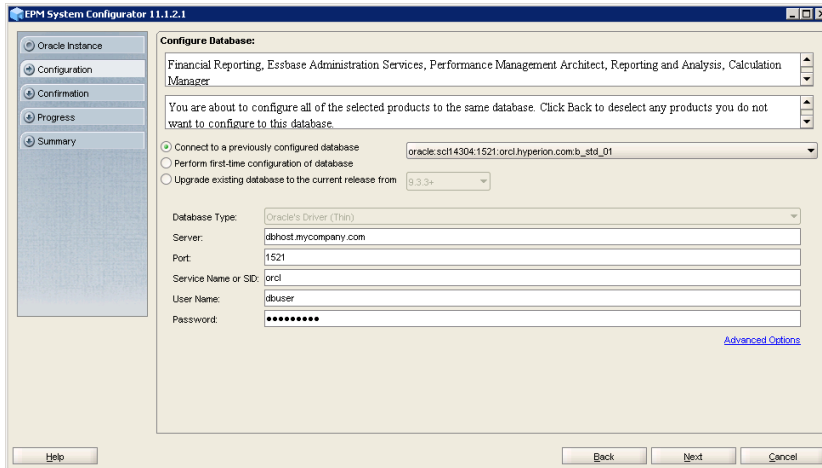 EPM System Configurator 11.1.2.1
Oracle Instance
Configuration
Confirmation
Progress
Summary
Configure Database:
Financial Reporting, Essbase Administration Services, Performance Management Architect, Reporting and Analysis, Calculation
Manager
You are about to configure all of the selected products to the same database. Click Back to deselect any products you do not
want to configure to this database.
Connect to a previously configured database oracle:scl14304:1521:orcl.hyperion.com:b_std_01
Perform first-time configuration of database
Upgrade existing database to the current release from 9.3.3+
Database Type: Oracle's Driver (Thin)
Server: dbhost.mycompany.com
Port: 1521
Service Name or SID: orcl
User Name: dbuser
Password: •••••••••
Advanced Options
Help Back Next Cancel